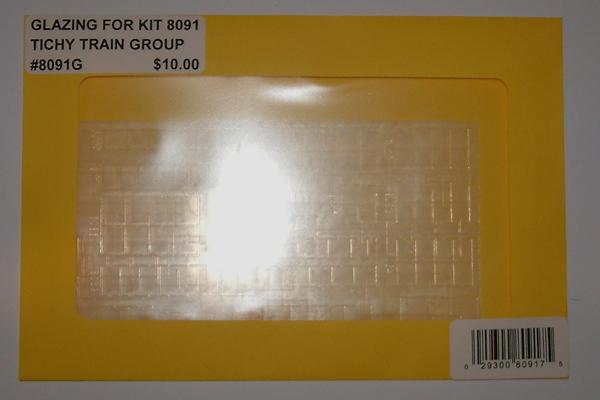 GLAZING FOR KIT 8091
TICHY TRAIN GROUP
#8091G $10.00
0 29300 80917 5